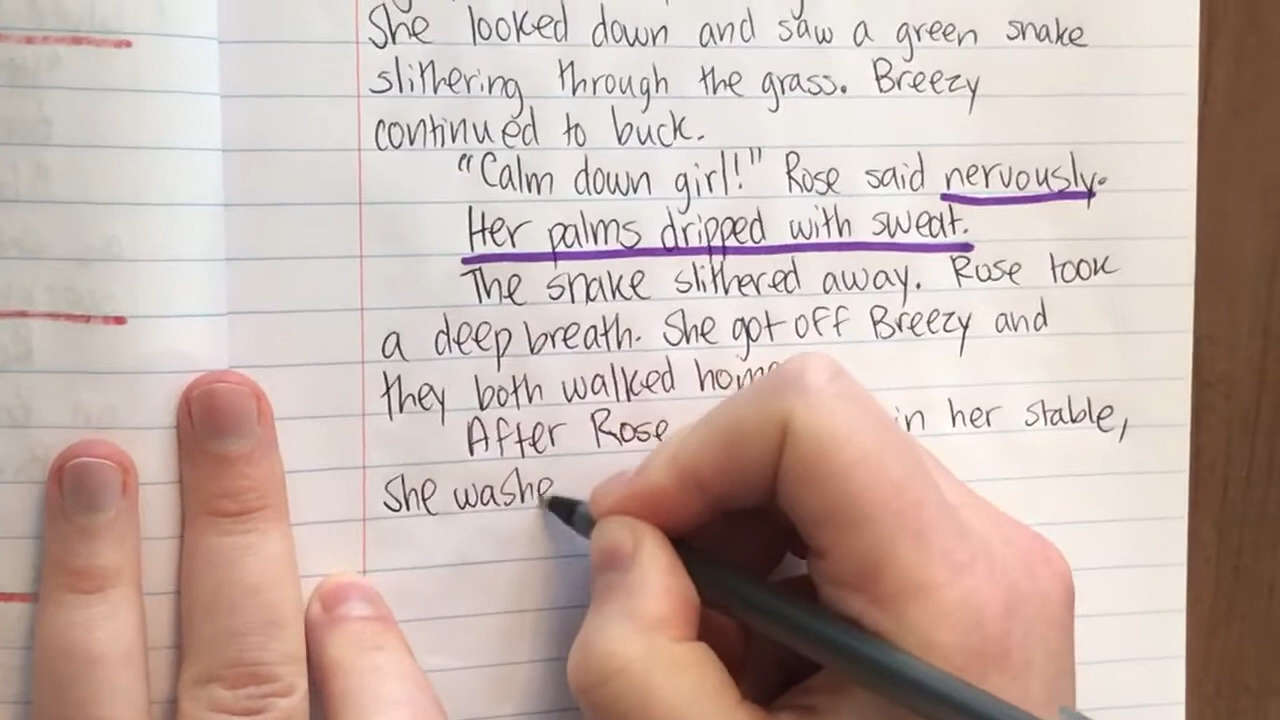 She looked down and saw a green snake
slithering through the grass. Breezy
continued to buck.
"Calm down girl!" Rose said nervously.
Her palms dripped with sweat.
The snake slithered away. Rose took
a deep breath. She got off Breezy and
they both walked home
After Rose in her stable,
she washe